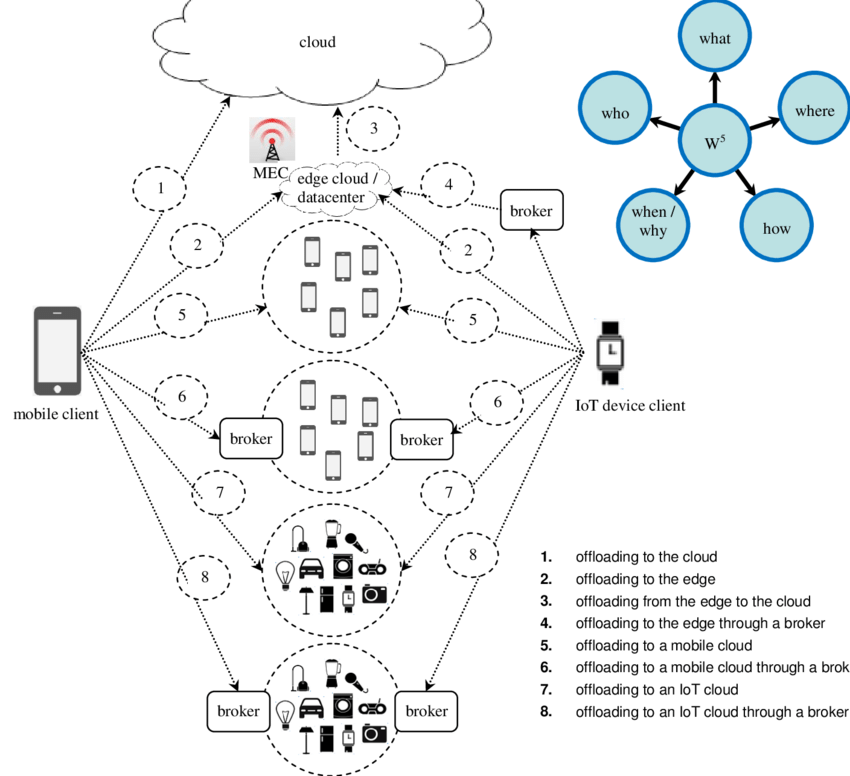 cloud
what
who
where
W⁵
when /
why
how
3
MEC
1
edge cloud /
datacenter
4
broker
2
2
5
5
mobile client
IoT device client
6
6
broker
broker
7
7
8
8
broker
broker
1. offloading to the cloud
2. offloading to the edge
3. offloading from the edge to the cloud
4. offloading to the edge through a broker
5. offloading to a mobile cloud
6. offloading to a mobile cloud through a brok
7. offloading to an IoT cloud
8. offloading to an IoT cloud through a broker